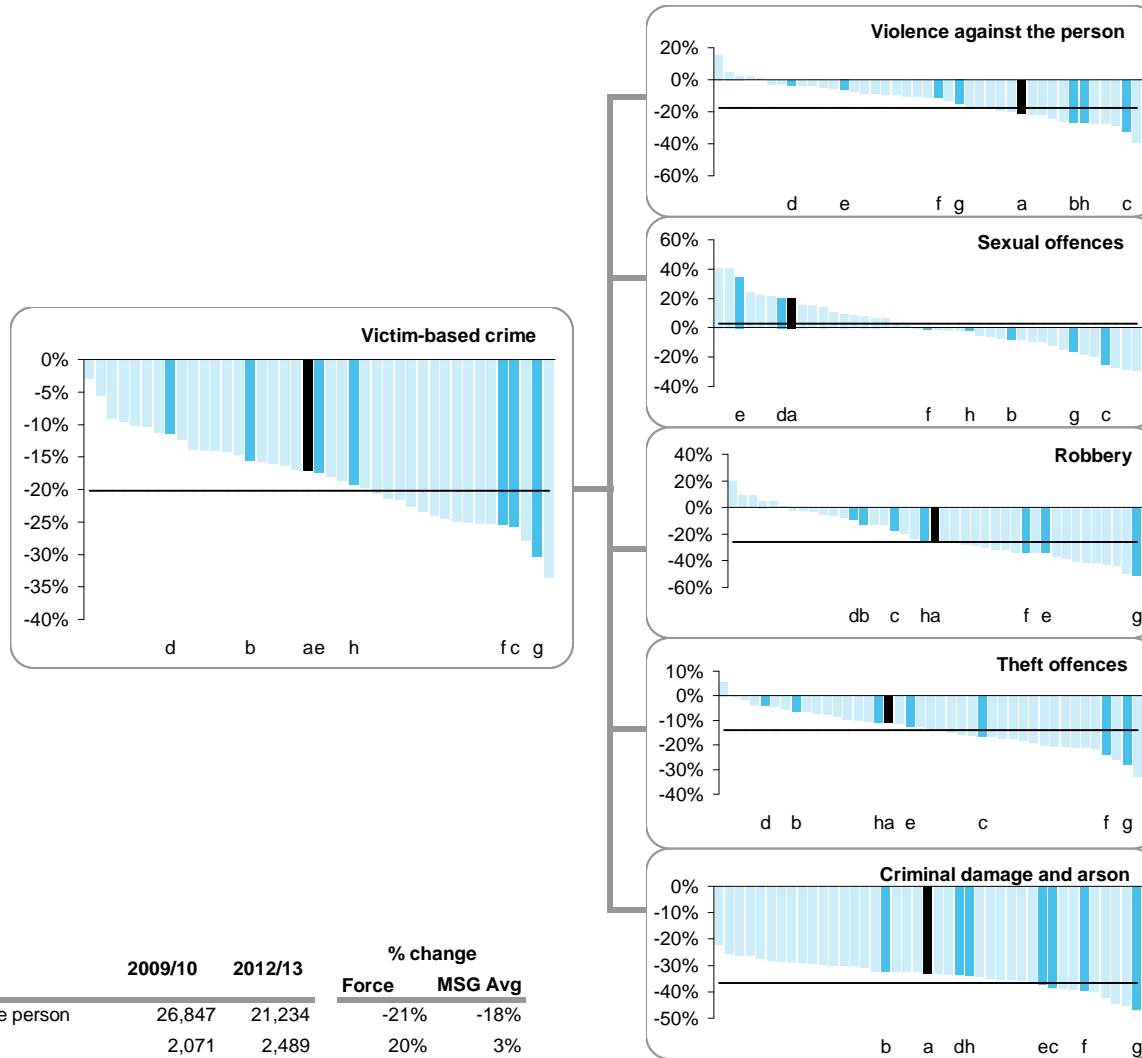 Violence against the person
20%
0%
-20%
-40%
-60%
d e f g a bh c
Sexual offences
60%
40%
20%
0%
-20%
-40%
e da f h b g c
Victim-based crime
0%
-5%
-10%
-15%
-20%
-25%
-30%
-35%
-40%
d b ae h f c g
Robbery
40%
20%
0%
-20%
-40%
-60%
db c ha f e g
Theft offences
10%
0%
-10%
-20%
-30%
-40%
d b ha e c f g
Criminal damage and arson
0%
-10%
-20%
-30%
-40%
-50%
b a dh ec f g
% change
2009/10 2012/13
Force MSG Avg
e person 26,847 21,234 -21% -18%
2,071 2,489 20% 3%